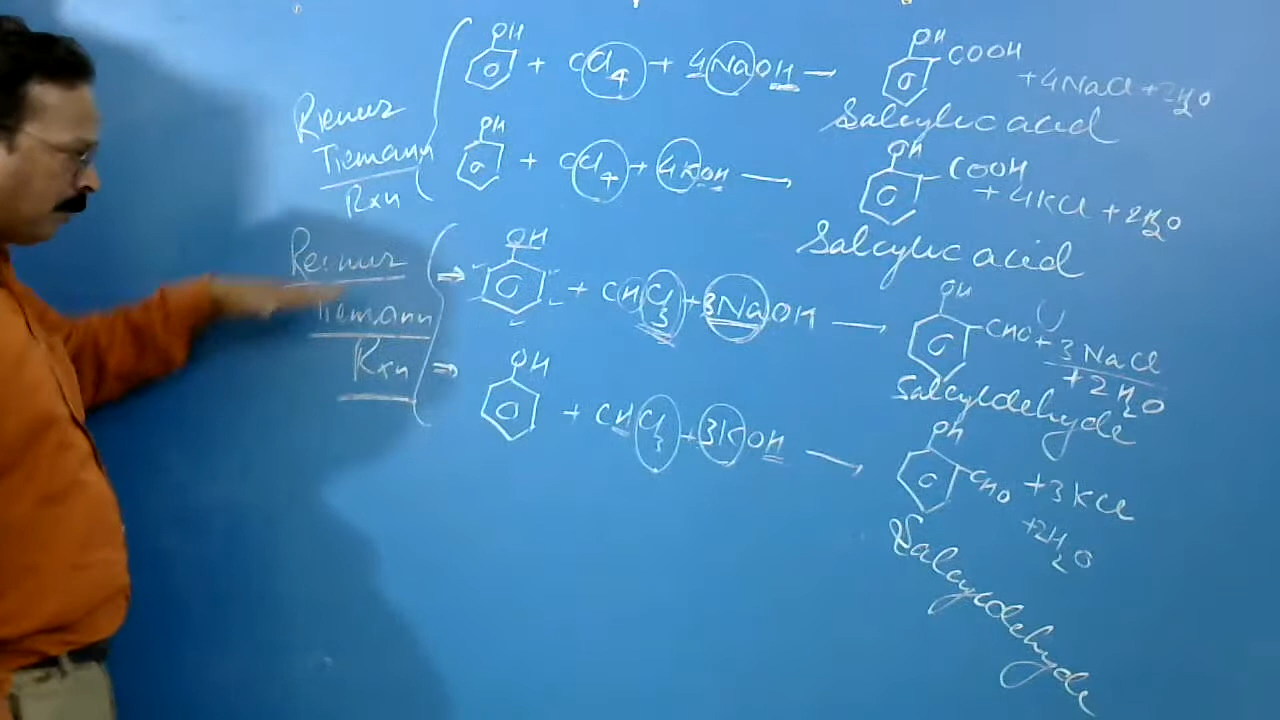 OH
+ CCl4 + 4NaOH → OH COOH + 4NaCl + 2H2O
Salcylic acid
Riemer
Tiemann
Rxn
OH
+ CCl4 + 4KOH → OH COOH + 4KCl + 2H2O
Salcylic acid
Reimer
Tiemann
Rxn
⇒ OH + CHCl3 + 3NaOH → OH CHO + 3NaCl
+ 2H2O
Salcyldehyde
⇒ OH + CHCl3 + 3KOH → OH CHO + 3KCl
+ 2H2O
Salcyldehyde